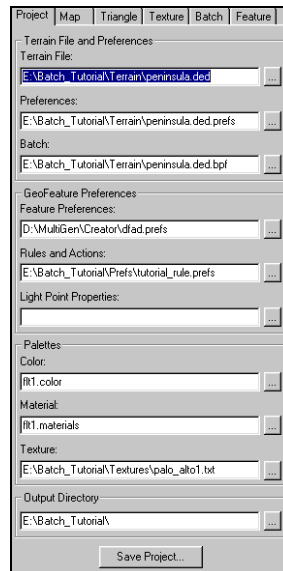 Project Map Triangle Texture Batch Feature
Terrain File and Preferences
Terrain File:
E:\Batch_Tutorial\Terrain\peninsula.ded ...
Preferences:
E:\Batch_Tutorial\Terrain\peninsula.ded.prefs ...
Batch:
E:\Batch_Tutorial\Terrain\peninsula.ded.bpf ...
GeoFeature Preferences
Feature Preferences:
D:\MultiGen\Creator\dfad.prefs ...
Rules and Actions:
E:\Batch_Tutorial\Prefs\tutorial_rule.prefs ...
Light Point Properties:
...
Palettes
Color:
flt1.color ...
Material:
flt1.materials ...
Texture:
E:\Batch_Tutorial\Textures\palo_alto1.txt ...
Output Directory
E:\Batch_Tutorial\ ...
Save Project...